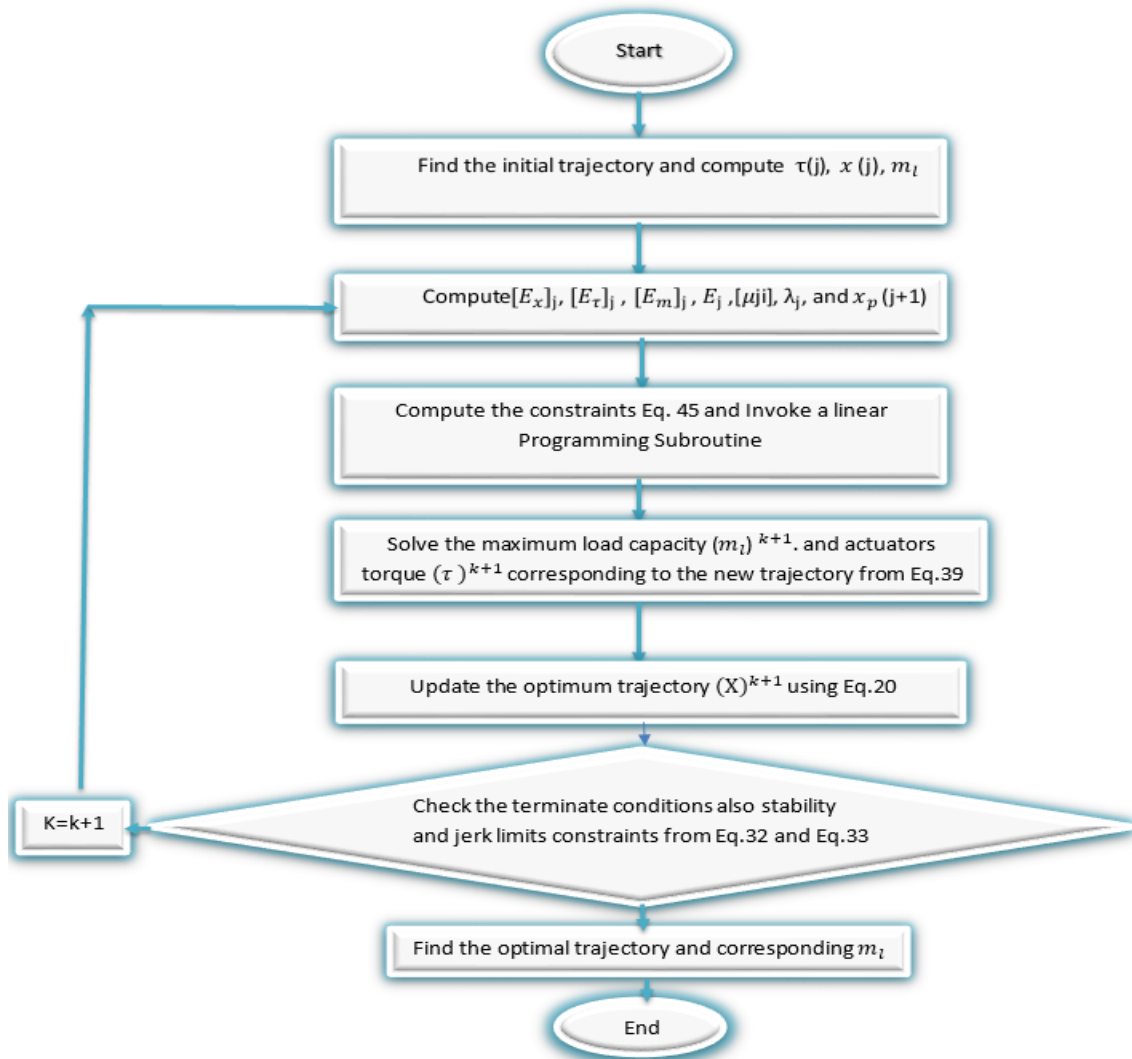 Start
Find the initial trajectory and compute τ(j), x (j), m_l
Compute[E_x]_j, [E_τ]_j , [E_m]_j , E_j ,[μji], λ_j, and x_p (j+1)
Compute the constraints Eq. 45 and Invoke a linear
Programming Subroutine
Solve the maximum load capacity (m_l) ^{k+1}. and actuators
torque (τ )^{k+1} corresponding to the new trajectory from Eq.39
Update the optimum trajectory (X)^{k+1} using Eq.20
Check the terminate conditions also stability
and jerk limits constraints from Eq.32 and Eq.33
K=k+1
Find the optimal trajectory and corresponding m_l
End